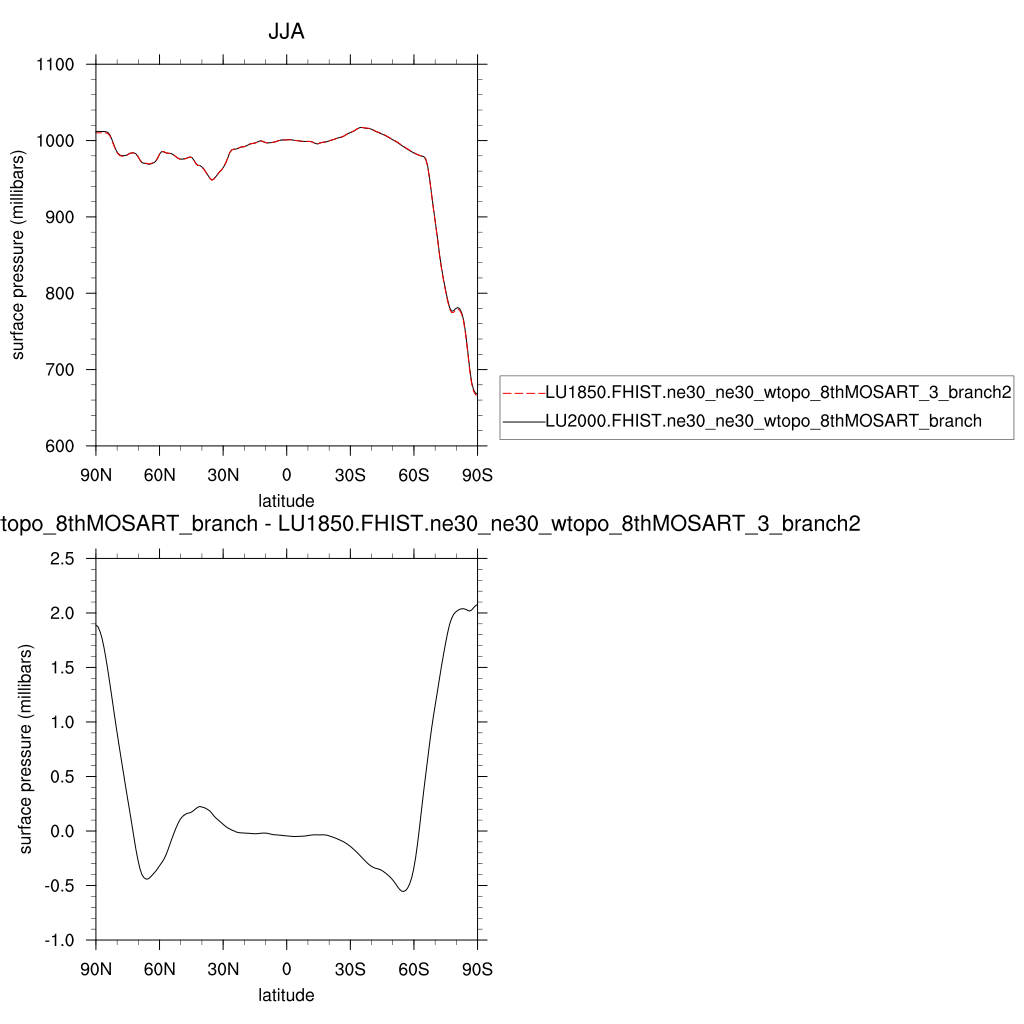 JJA
1100
1000
900
800
700
600
surface pressure (millibars)
90N 60N 30N 0 30S 60S 90S
latitude
LU1850.FHIST.ne30_ne30_wtopo_8thMOSART_3_branch2
LU2000.FHIST.ne30_ne30_wtopo_8thMOSART_branch
topo_8thMOSART_branch - LU1850.FHIST.ne30_ne30_wtopo_8thMOSART_3_branch2
2.5
2.0
1.5
1.0
0.5
0.0
-0.5
-1.0
surface pressure (millibars)
90N 60N 30N 0 30S 60S 90S
latitude